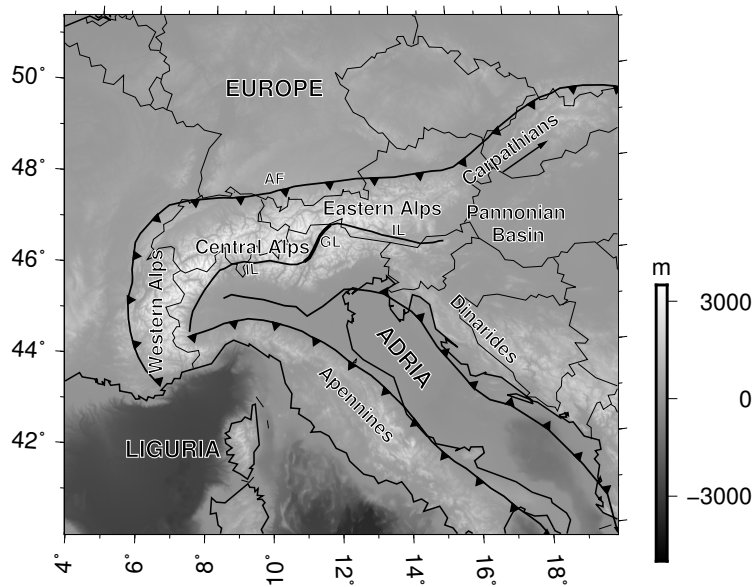 50°
48°
46°
44°
42°
EUROPE
Carpathians
AF
Eastern Alps
Pannonian
Basin
IL
GL
Central Alps
IL
Western Alps
Dinarides
ADRIA
Apennines
LIGURIA
m
3000
0
−3000
4°
6°
8°
10°
12°
14°
16°
18°